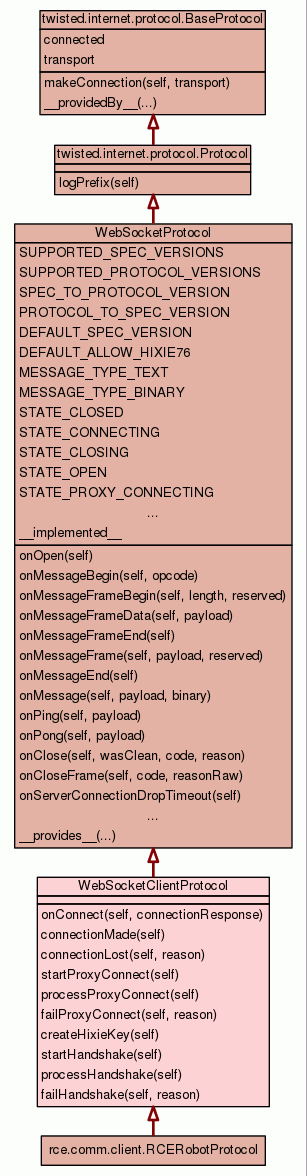 twisted.internet.protocol.BaseProtocol
connected
transport
makeConnection(self, transport)
__providedBy__(...)
twisted.internet.protocol.Protocol
logPrefix(self)
WebSocketProtocol
SUPPORTED_SPEC_VERSIONS
SUPPORTED_PROTOCOL_VERSIONS
SPEC_TO_PROTOCOL_VERSION
PROTOCOL_TO_SPEC_VERSION
DEFAULT_SPEC_VERSION
DEFAULT_ALLOW_HIXIE76
MESSAGE_TYPE_TEXT
MESSAGE_TYPE_BINARY
STATE_CLOSED
STATE_CONNECTING
STATE_CLOSING
STATE_OPEN
STATE_PROXY_CONNECTING
...
__implemented__
onOpen(self)
onMessageBegin(self, opcode)
onMessageFrameBegin(self, length, reserved)
onMessageFrameData(self, payload)
onMessageFrameEnd(self)
onMessageFrame(self, payload, reserved)
onMessageEnd(self)
onMessage(self, payload, binary)
onPing(self, payload)
onPong(self, payload)
onClose(self, wasClean, code, reason)
onCloseFrame(self, code, reasonRaw)
onServerConnectionDropTimeout(self)
...
__provides__(...)
WebSocketClientProtocol
onConnect(self, connectionResponse)
connectionMade(self)
connectionLost(self, reason)
startProxyConnect(self)
processProxyConnect(self)
failProxyConnect(self, reason)
createHixieKey(self)
startHandshake(self)
processHandshake(self)
failHandshake(self, reason)
rce.comm.client.RCERobotProtocol